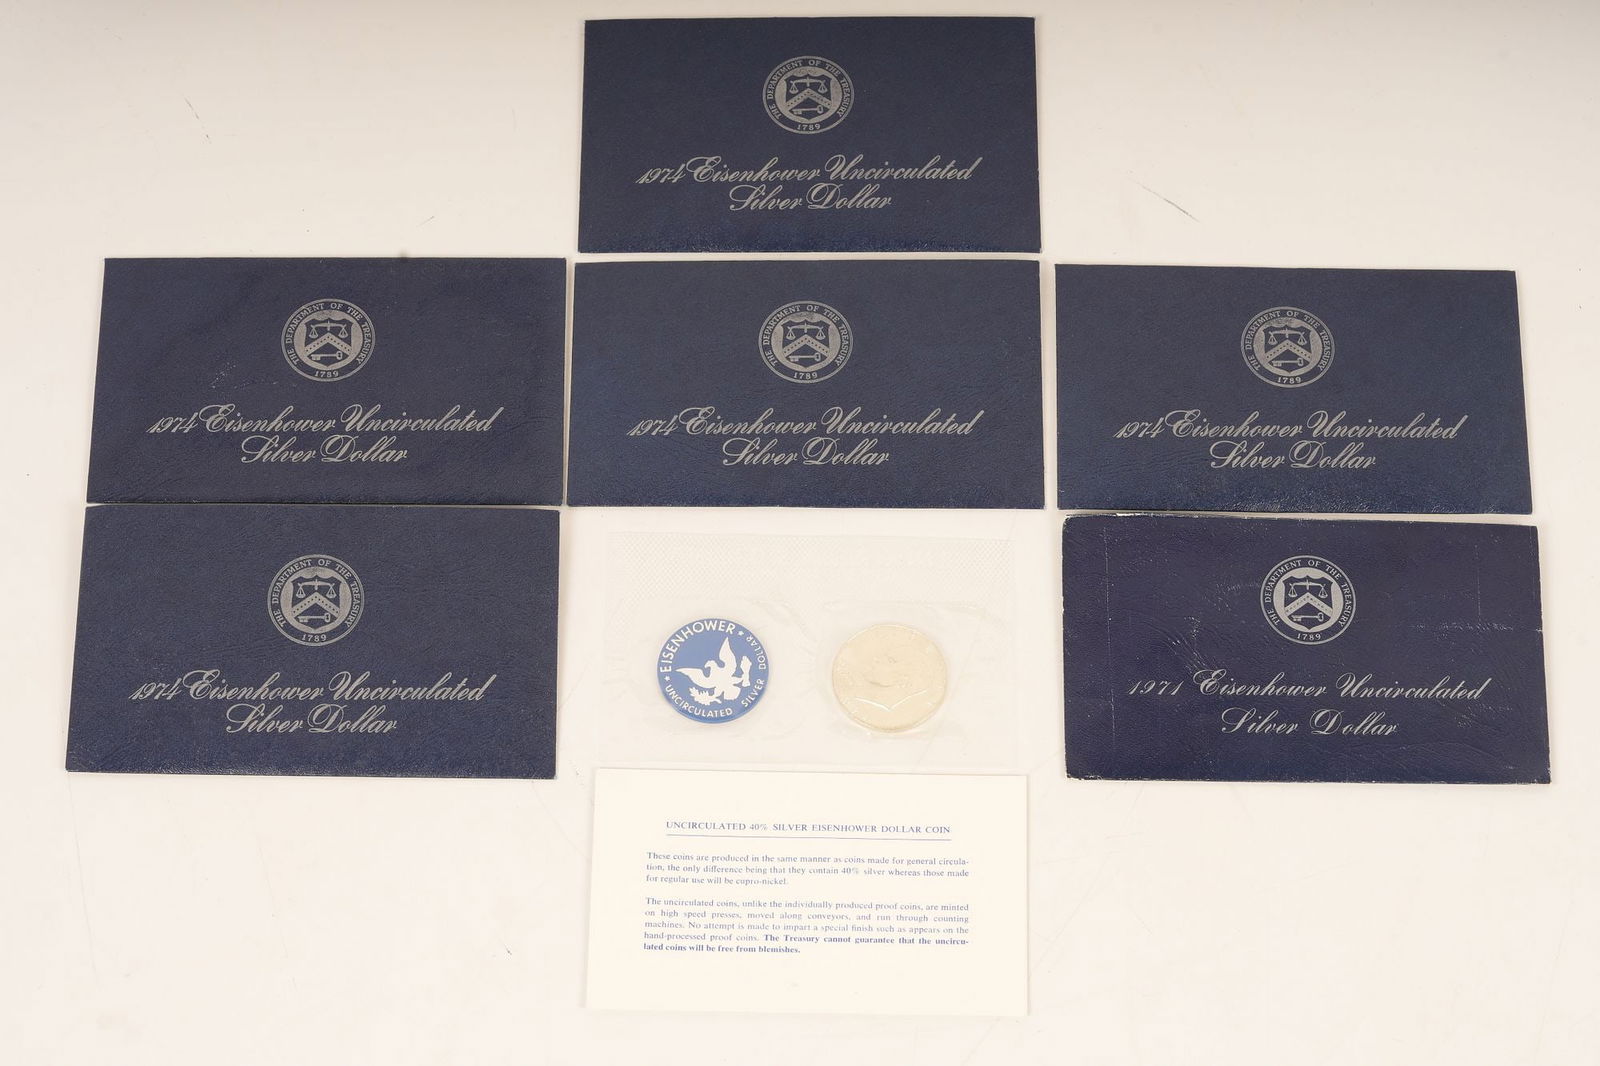 THE DEPARTMENT OF THE TREASURY
1789
1974 Eisenhower Uncirculated
Silver Dollar
THE DEPARTMENT OF THE TREASURY
1789
1974 Eisenhower Uncirculated
Silver Dollar
THE DEPARTMENT OF THE TREASURY
1789
1974 Eisenhower Uncirculated
Silver Dollar
THE DEPARTMENT OF THE TREASURY
1789
1974 Eisenhower Uncirculated
Silver Dollar
THE DEPARTMENT OF THE TREASURY
1789
1974 Eisenhower Uncirculated
Silver Dollar
EISENHOWER DOLLAR
UNCIRCULATED SILVER
THE DEPARTMENT OF THE TREASURY
1789
1971 Eisenhower Uncirculated
Silver Dollar
UNCIRCULATED 40% SILVER EISENHOWER DOLLAR COIN
These coins are produced in the same manner as coins made for general circula-
tion, the only difference being that they contain 40% silver whereas those made
for regular use will be cupro-nickel.
The uncirculated coins, unlike the individually produced proof coins, are minted
on high speed presses, moved along conveyors, and run through counting
machines. No attempt is made to impart a special finish such as appears on the
hand-processed proof coins. The Treasury cannot guarantee that the uncircu-
lated coins will be free from blemishes.